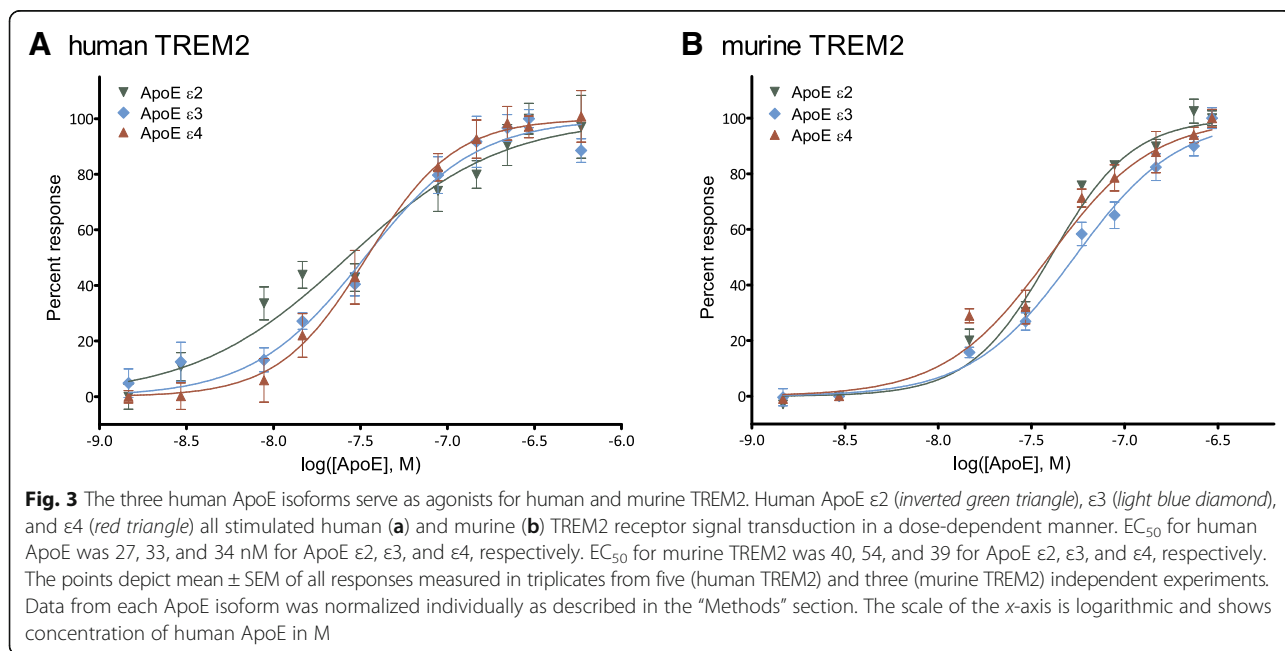 A human TREM2
ApoE ε2
ApoE ε3
ApoE ε4
Percent response
100
80
60
40
20
0
-9.0 -8.5 -8.0 -7.5 -7.0 -6.5 -6.0
log([ApoE], M)
B murine TREM2
ApoE ε2
ApoE ε3
ApoE ε4
Percent response
100
80
60
40
20
0
-9.0 -8.5 -8.0 -7.5 -7.0 -6.5
log([ApoE], M)
Fig. 3 The three human ApoE isoforms serve as agonists for human and murine TREM2. Human ApoE ε2 (inverted green triangle), ε3 (light blue diamond),
and ε4 (red triangle) all stimulated human (a) and murine (b) TREM2 receptor signal transduction in a dose-dependent manner. EC50 for human
ApoE was 27, 33, and 34 nM for ApoE ε2, ε3, and ε4, respectively. EC50 for murine TREM2 was 40, 54, and 39 for ApoE ε2, ε3, and ε4, respectively.
The points depict mean ± SEM of all responses measured in triplicates from five (human TREM2) and three (murine TREM2) independent experiments.
Data from each ApoE isoform was normalized individually as described in the “Methods” section. The scale of the x-axis is logarithmic and shows
concentration of human ApoE in M